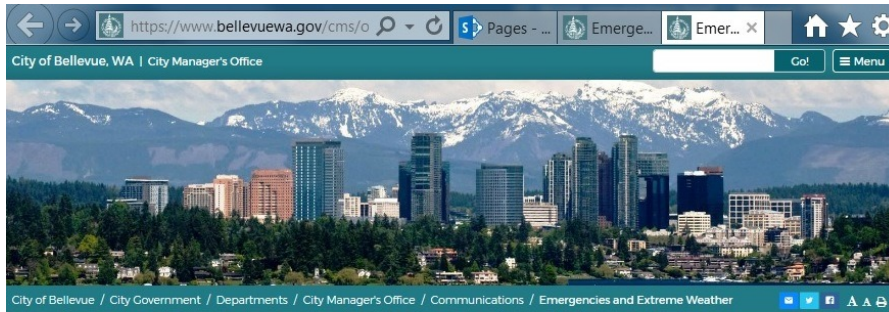 https://www.bellevuewa.gov/cms/o
Pages - ...
Emerge...
Emer...
City of Bellevue, WA | City Manager's Office
Go!
Menu
City of Bellevue / City Government / Departments / City Manager's Office / Communications / Emergencies and Extreme Weather
A A